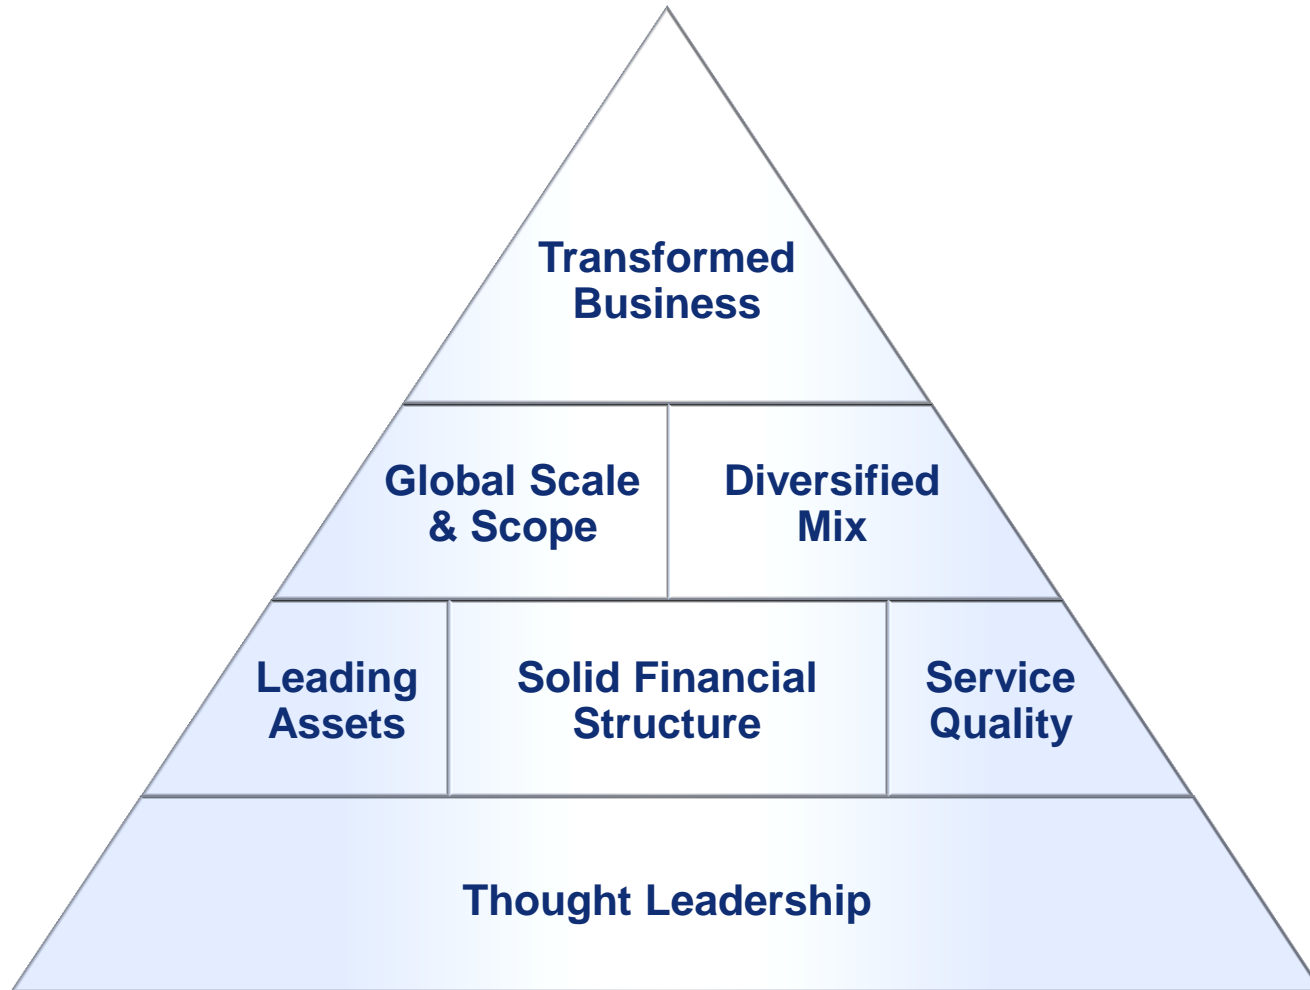 Transformed
Business
Global Scale
& Scope
Diversified
Mix
Leading
Assets
Solid Financial
Structure
Service
Quality
Thought Leadership